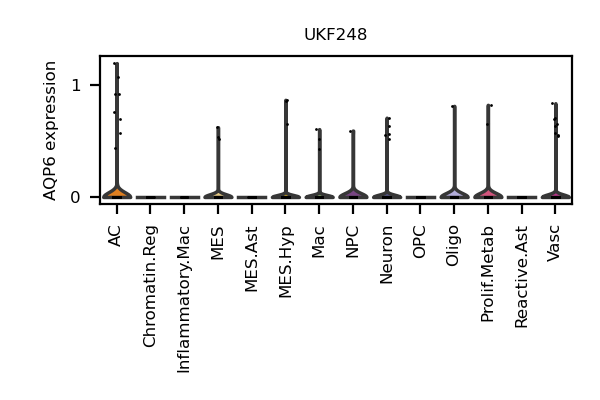 UKF248
AQP6 expression
1
0
AC
Chromatin.Reg
Inflammatory.Mac
MES
MES.Ast
MES.Hyp
Mac
NPC
Neuron
OPC
Oligo
Prolif.Metab
Reactive.Ast
Vasc